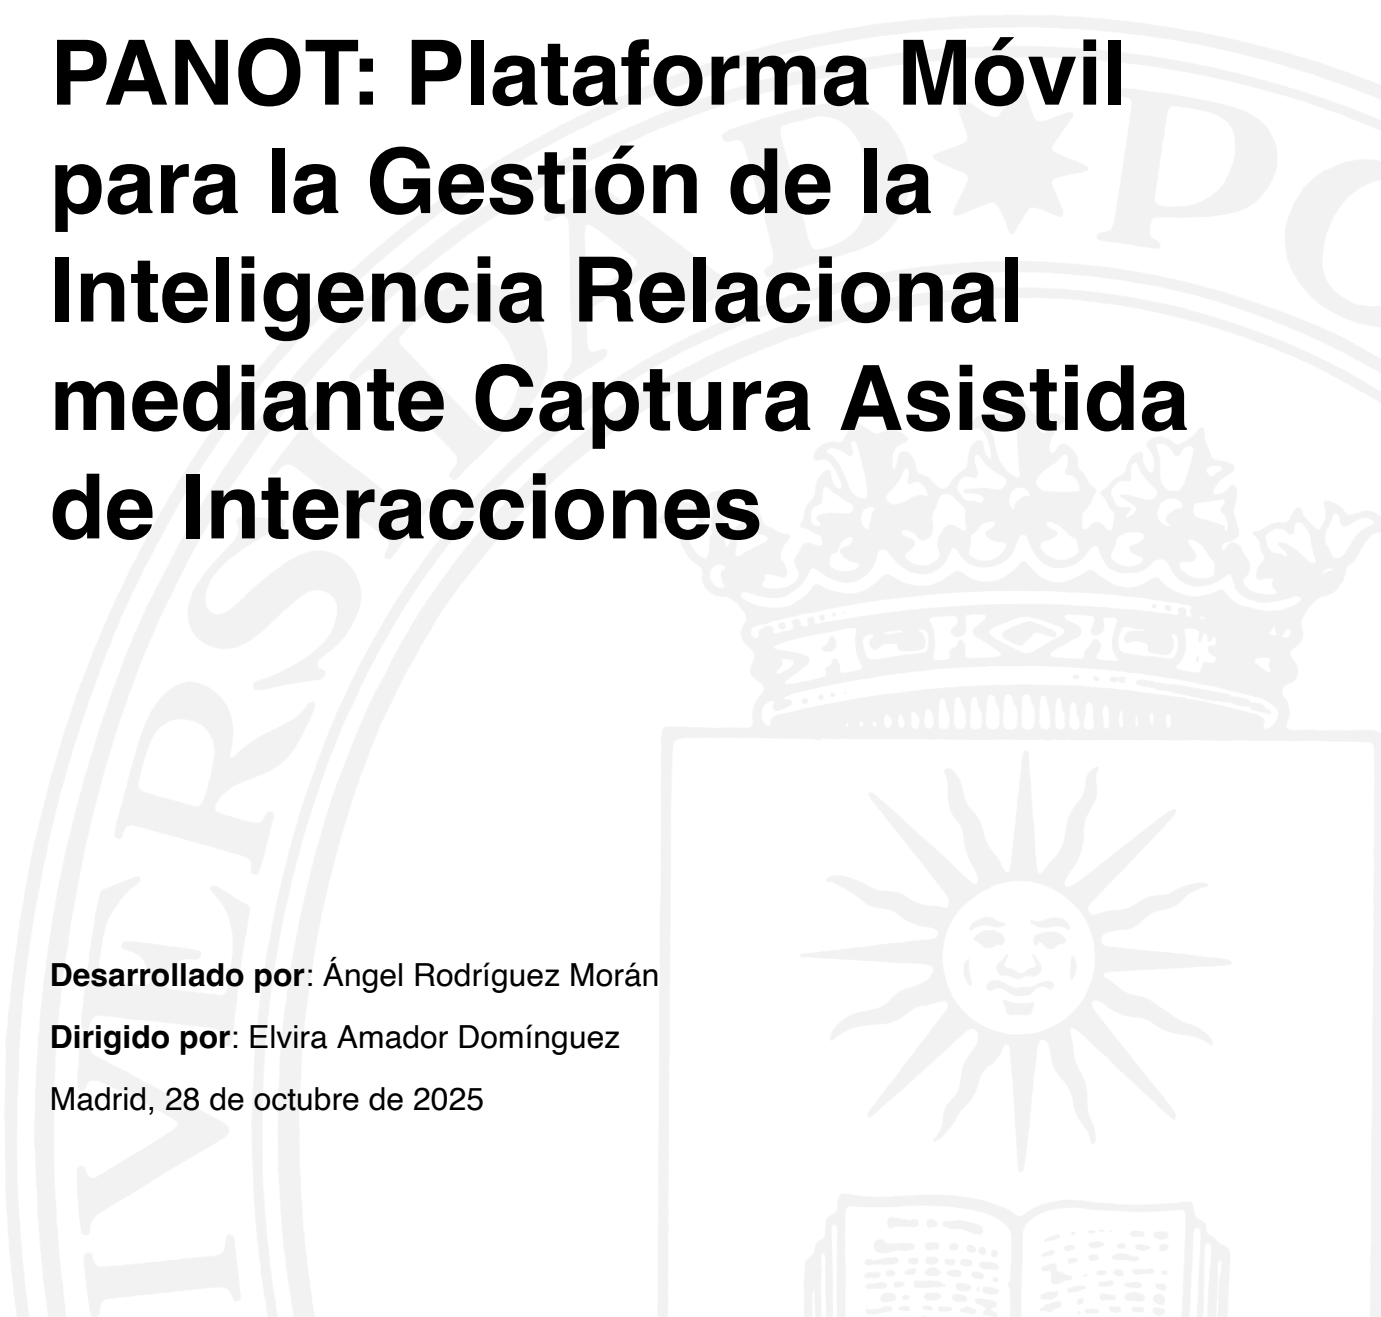 PANOT: Plataforma Móvil
para la Gestión de la
Inteligencia Relacional
mediante Captura Asistida
de Interacciones
Desarrollado por: Ángel Rodríguez Morán
Dirigido por: Elvira Amador Domínguez
Madrid, 28 de octubre de 2025